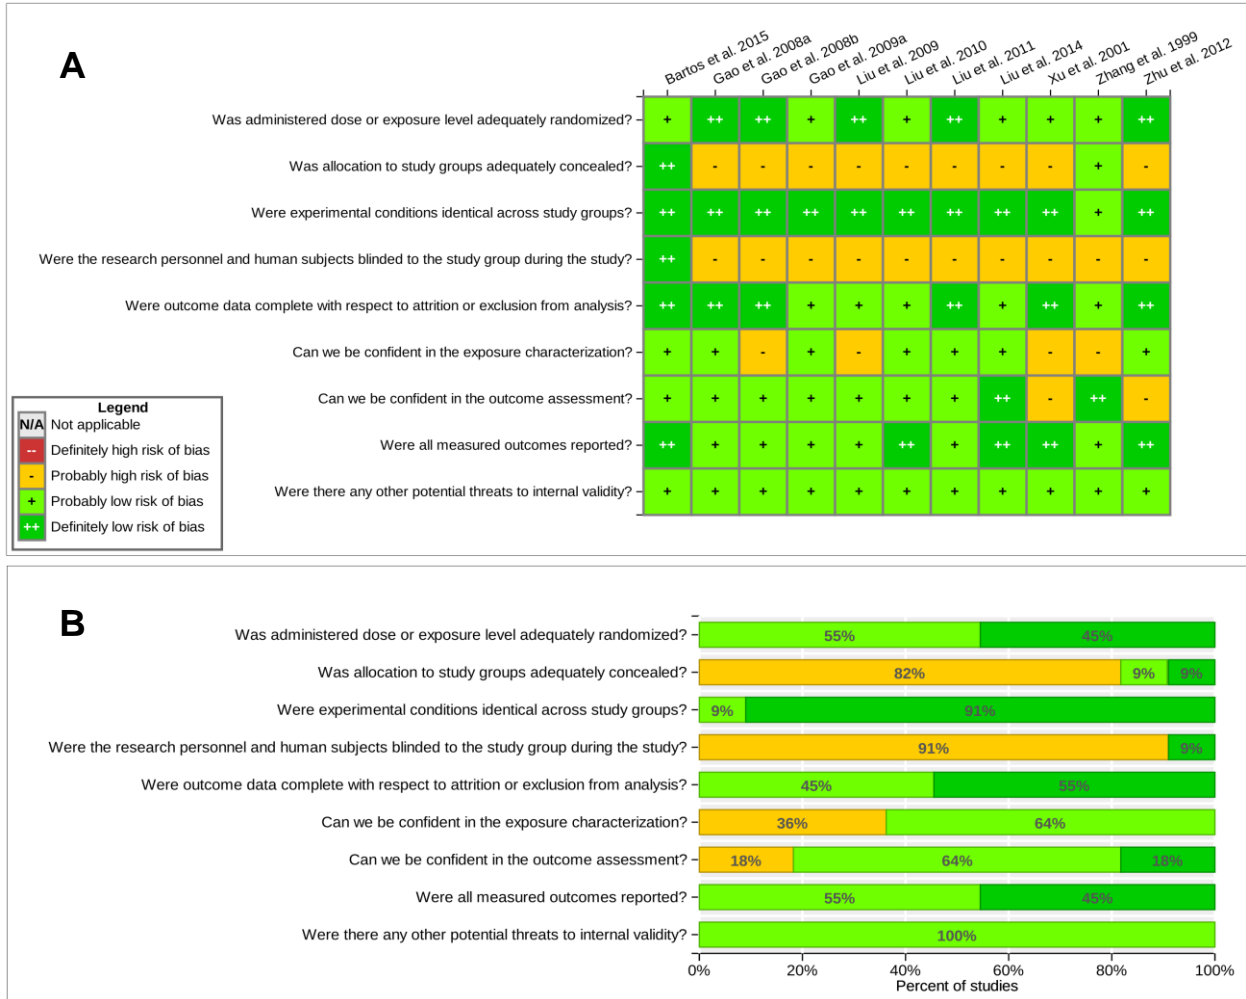 A
Bartos et al. 2015
Gao et al. 2008a
Gao et al. 2008b
Gao et al. 2009a
Liu et al. 2009
Liu et al. 2010
Liu et al. 2011
Liu et al. 2014
Xu et al. 2001
Zhang et al. 1999
Zhu et al. 2012
Was administered dose or exposure level adequately randomized? + ++ ++ + ++ + ++ + + + ++
Was allocation to study groups adequately concealed? ++ - - - - - - - - + -
Were experimental conditions identical across study groups? ++ ++ ++ ++ ++ ++ ++ ++ ++ + ++
Were the research personnel and human subjects blinded to the study group during the study? ++ - - - - - - - - - -
Were outcome data complete with respect to attrition or exclusion from analysis? ++ ++ ++ + + + ++ + ++ + ++
Can we be confident in the exposure characterization? + + - + - + + + - - +
Can we be confident in the outcome assessment? + + + + + + + ++ - ++ -
Were all measured outcomes reported? ++ + + + + ++ + ++ ++ + ++
Were there any other potential threats to internal validity? + + + + + + + + + + +
Legend
N/A Not applicable
-- Definitely high risk of bias
- Probably high risk of bias
+ Probably low risk of bias
++ Definitely low risk of bias
B
Was administered dose or exposure level adequately randomized? 55% 45%
Was allocation to study groups adequately concealed? 82% 9% 9%
Were experimental conditions identical across study groups? 9% 91%
Were the research personnel and human subjects blinded to the study group during the study? 91% 9%
Were outcome data complete with respect to attrition or exclusion from analysis? 45% 55%
Can we be confident in the exposure characterization? 36% 64%
Can we be confident in the outcome assessment? 18% 64% 18%
Were all measured outcomes reported? 55% 45%
Were there any other potential threats to internal validity? 100%
0% 20% 40% 60% 80% 100%
Percent of studies